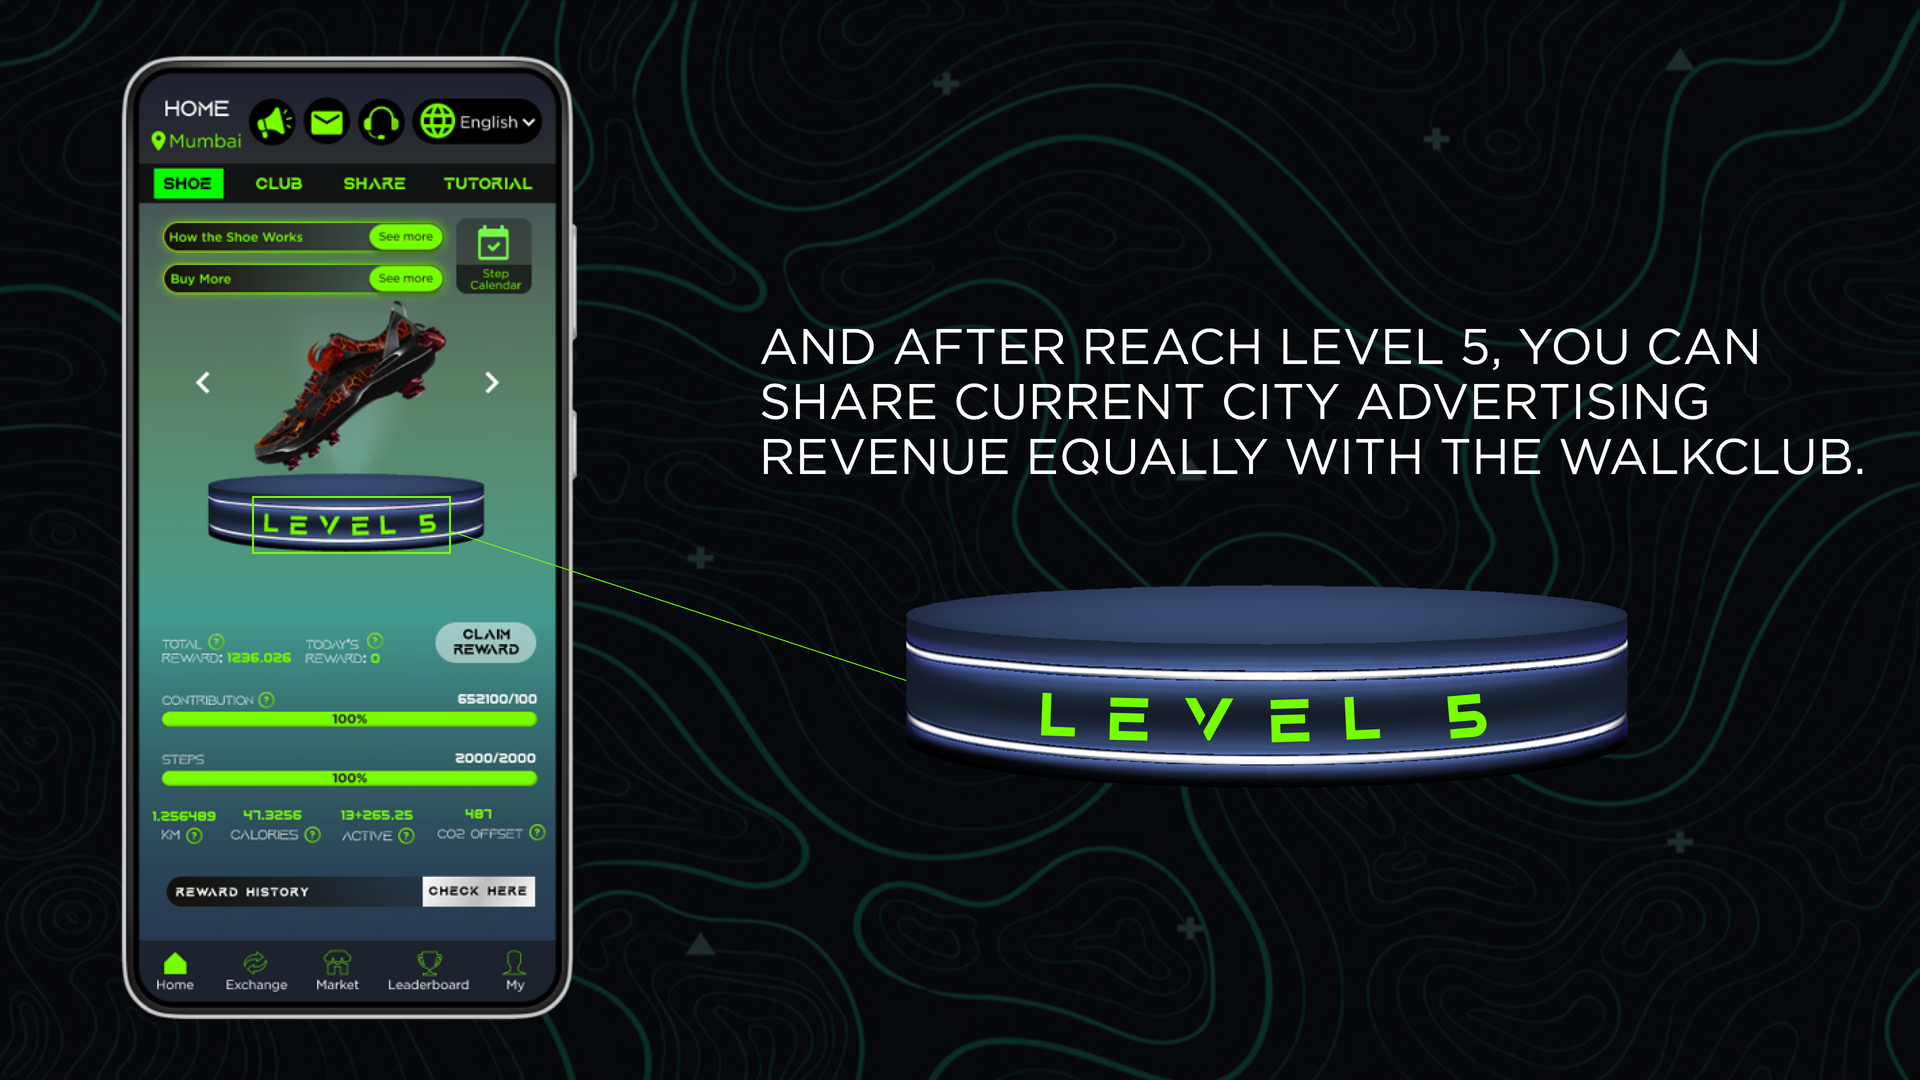 HOME
Mumbai
English
SHOE CLUB SHARE TUTORIAL
How the Shoe Works See more
Buy More See more
Step
Calendar
LEVEL 5
TOTAL
REWARD: 1236.026
TODAY'S
REWARD: 0
CLAIM
REWARD
CONTRIBUTION 652100/100
100%
STEPS 2000/2000
100%
1.256489 47.3256 13+265.25 487
KM CALORIES ACTIVE CO2 OFFSET
REWARD HISTORY CHECK HERE
Home Exchange Market Leaderboard My
AND AFTER REACH LEVEL 5, YOU CAN
SHARE CURRENT CITY ADVERTISING
REVENUE EQUALLY WITH THE WALKCLUB.
LEVEL 5